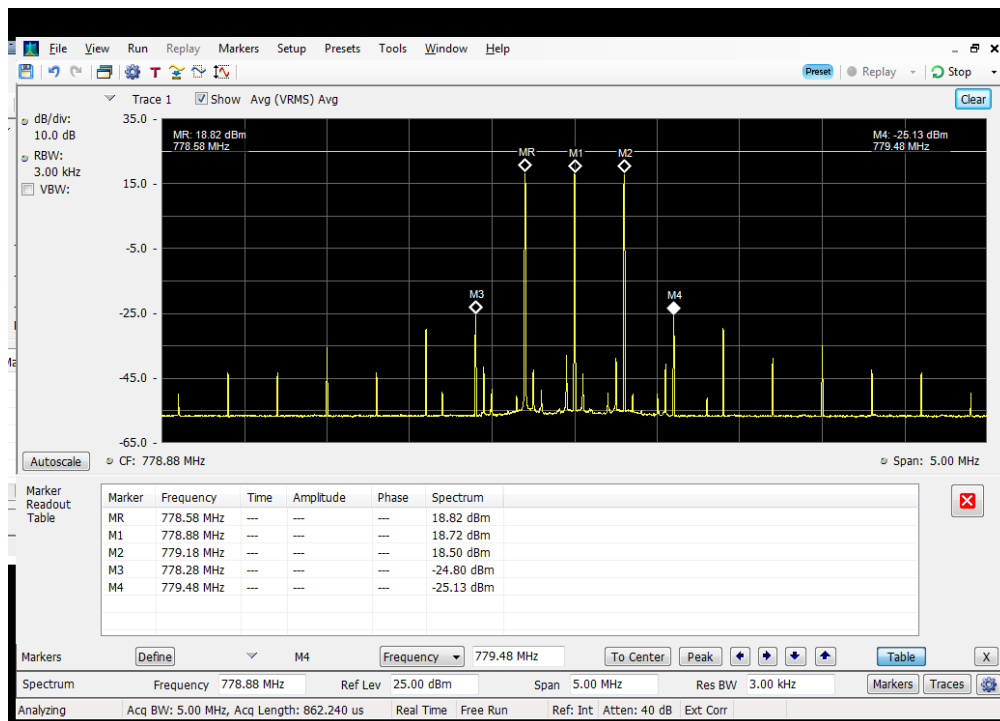 File View Run Replay Markers Setup Presets Tools Window Help
T Preset Replay Stop
Trace 1 Show Avg (VRMS) Avg Clear
dB/div:
10.0 dB
RBW:
3.00 kHz
VBW:
35.0 -
15.0 -
-5.0 -
-25.0 -
-45.0 -
-65.0 -
MR: 18.82 dBm
778.58 MHz
M4: -25.13 dBm
779.48 MHz
MR M1 M2
M3 M4
Autoscale CF: 778.88 MHz Span: 5.00 MHz
Marker
Readout
Table
Marker Frequency Time Amplitude Phase Spectrum
MR 778.58 MHz --- --- --- 18.82 dBm
M1 778.88 MHz --- --- --- 18.72 dBm
M2 779.18 MHz --- --- --- 18.50 dBm
M3 778.28 MHz --- --- --- -24.80 dBm
M4 779.48 MHz --- --- --- -25.13 dBm
Markers Define M4 Frequency 779.48 MHz To Center Peak Table X
Spectrum Frequency 778.88 MHz Ref Lev 25.00 dBm Span 5.00 MHz Res BW 3.00 kHz Markers Traces
Analyzing Acq BW: 5.00 MHz, Acq Length: 862.240 us Real Time Free Run Ref: Int Atten: 40 dB Ext Corr